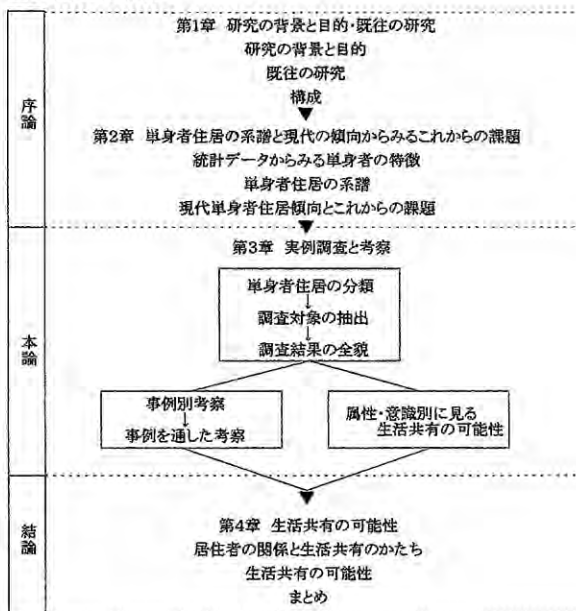 序論
第1章 研究の背景と目的・既往の研究
研究の背景と目的
既往の研究
構成
第2章 単身者住居の系譜と現代の傾向からみるこれからの課題
統計データからみる単身者の特徴
単身者住居の系譜
現代単身者住居傾向とこれからの課題
本論
第3章 実例調査と考察
単身者住居の分類
↓
調査対象の抽出
↓
調査結果の全貌
事例別考察
↓
事例を通した考察
属性・意識別に見る
生活共有の可能性
結論
第4章 生活共有の可能性
居住者の関係と生活共有のかたち
生活共有の可能性
まとめ